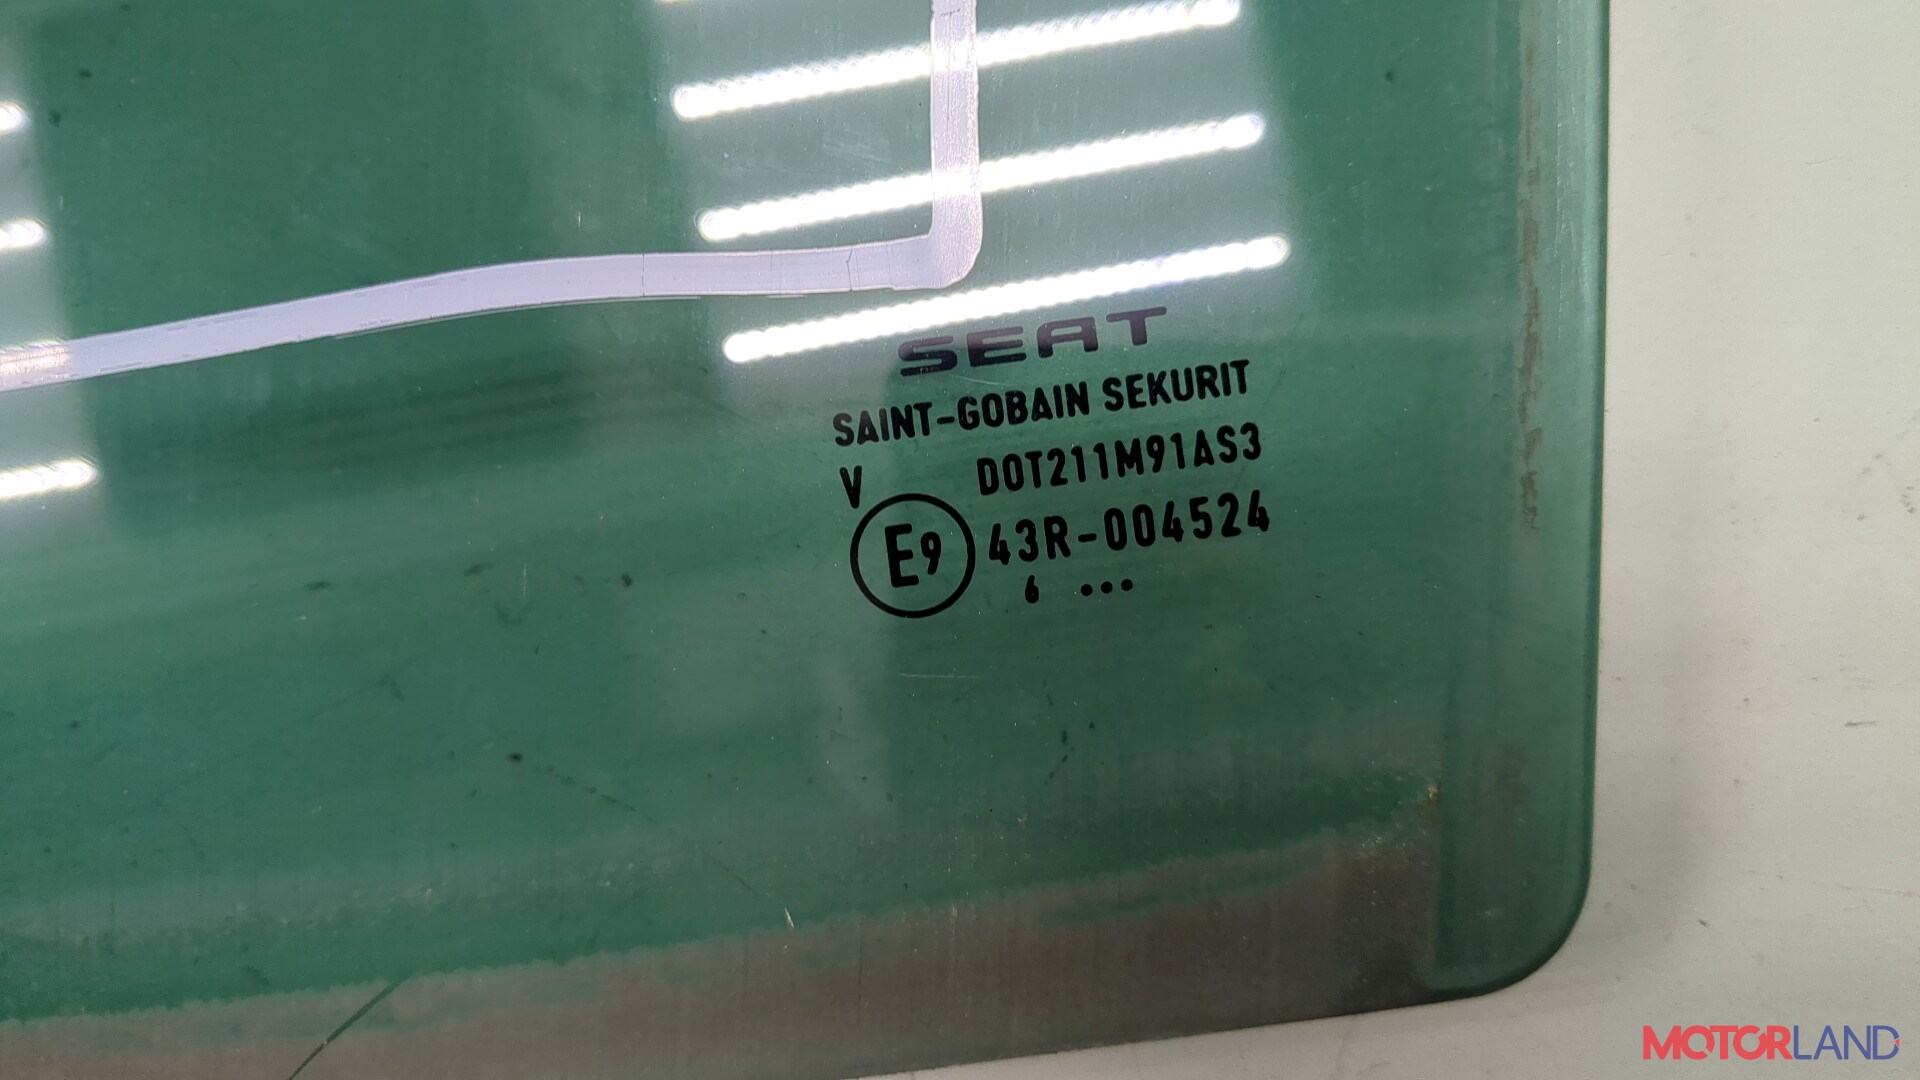 SEAT
SAINT-GOBAIN SEKURIT
V DOT211M91AS3
E9 43R-004524
6 •••
MOTORLAND